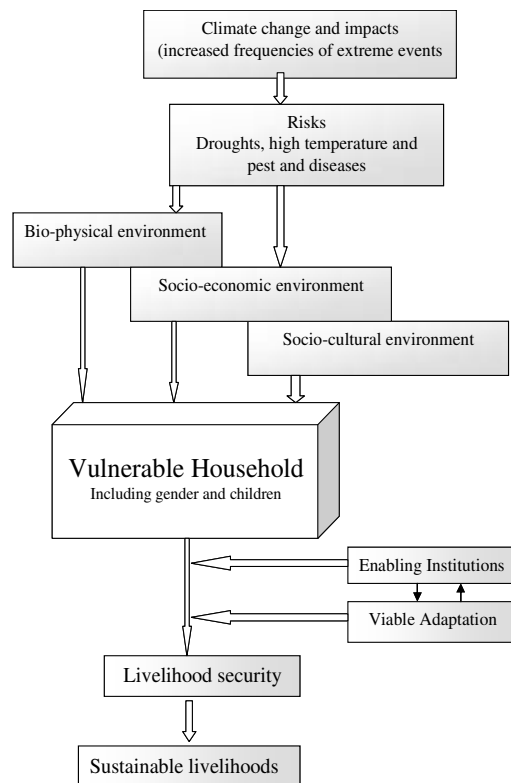 Climate change and impacts
(increased frequencies of extreme events
Risks
Droughts, high temperature and
pest and diseases
Bio-physical environment
Socio-economic environment
Socio-cultural environment
Vulnerable Household
Including gender and children
Enabling Institutions
Viable Adaptation
Livelihood security
Sustainable livelihoods